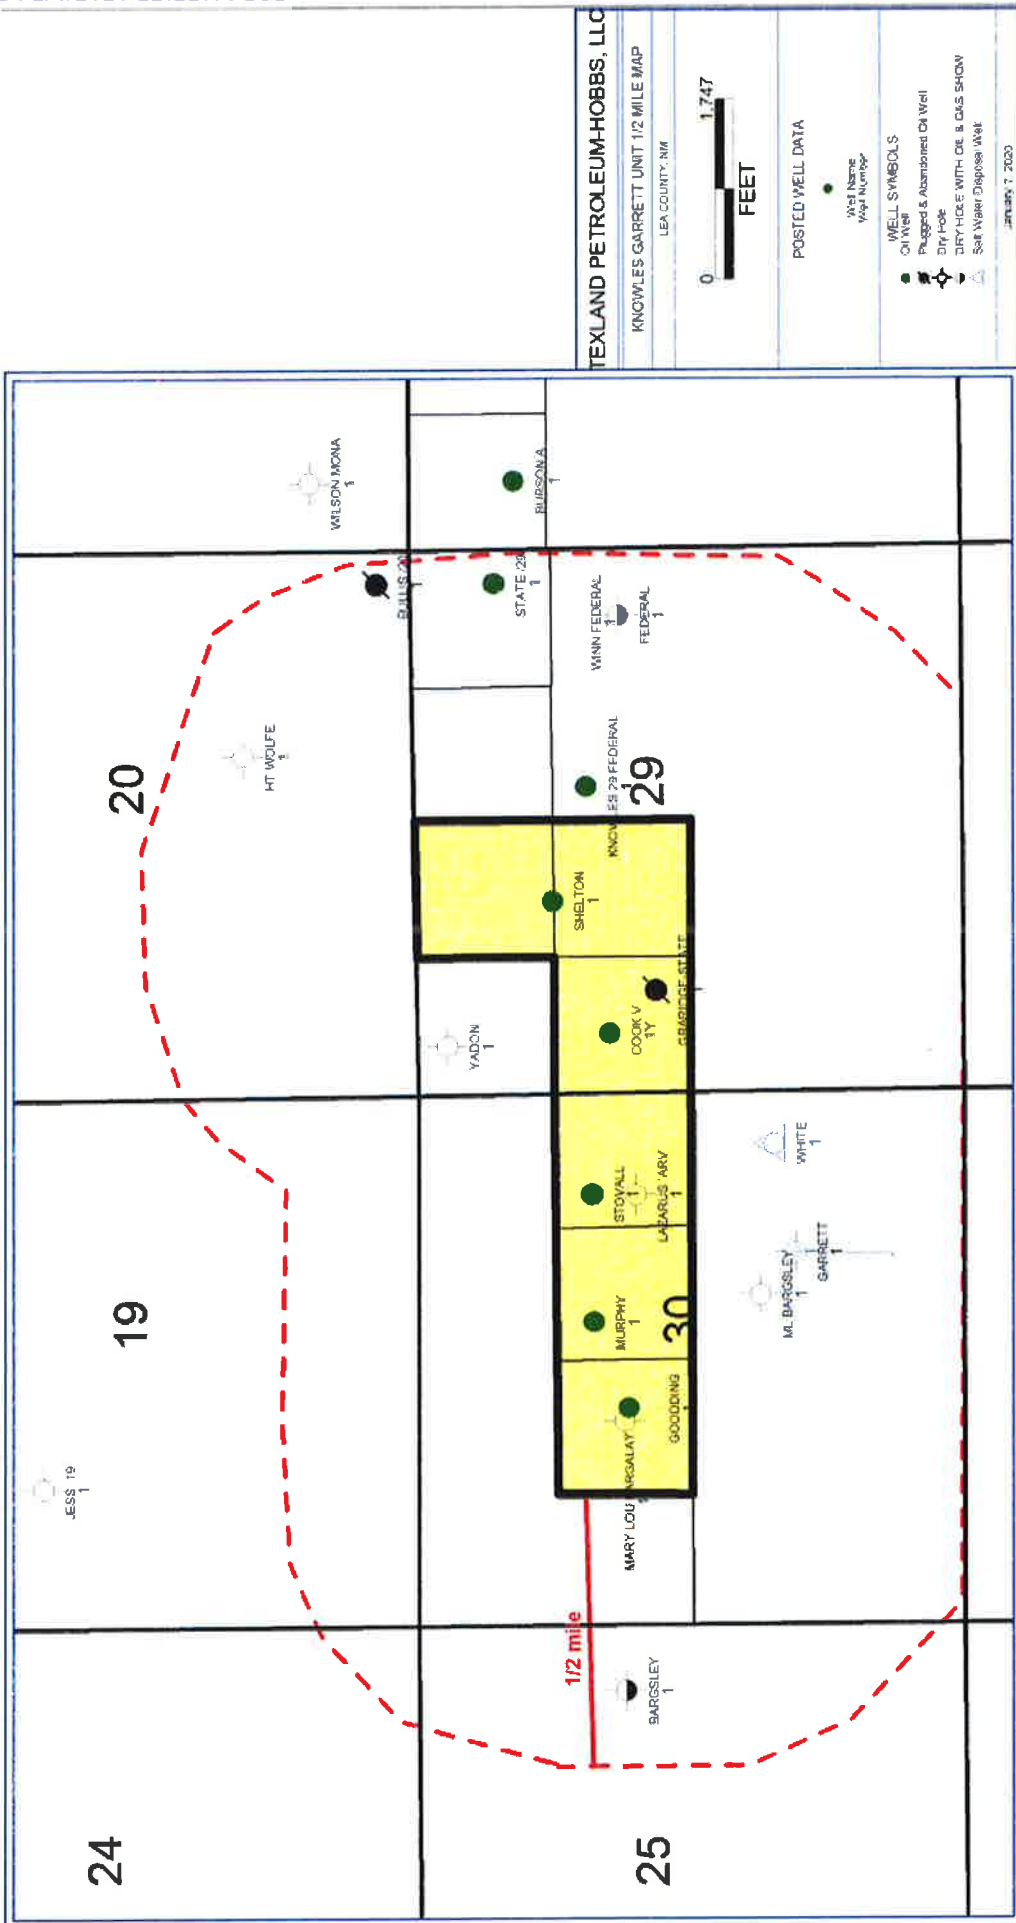 24
19
20
JESS 19
1
HT WOLFE
1
WILSON MONA
1
YADON
1
1
STATE /29
1
BURSON A
1
1/2 mile
BARGSLEY
1
25
MARY LOU
GOODING
1
MURPHY
1
30
STOVALL
1
LAZARUS 'ARV'
1
COOK V
1Y
GRARIDGE STATE
1
SHELTON
1
KNOWLES 29 FEDERAL
1
29
WINN FEDERAL
1
FEDERAL
1
ML BARGSLEY
1
GARRETT
1
WHITE
1
TEXLAND PETROLEUM-HOBBS, LLC
KNOWLES GARRETT UNIT 1/2 MILE MAP
LEA COUNTY, NM
0 1,747
FEET
POSTED WELL DATA
Well Name
Well Number
WELL SYMBOLS
Oil Well
Plugged & Abandoned Oil Well
Dry Hole
DRY HOLE WITH OIL & GAS SHOW
Salt Water Disposal Well
January 7, 2020